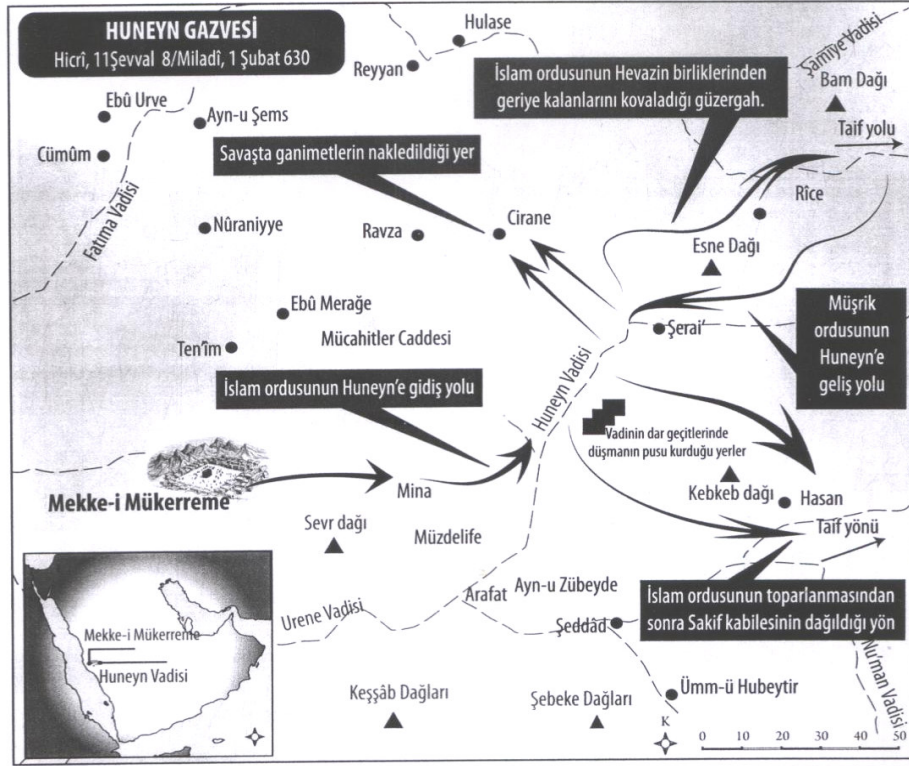 HUNEYN GAZVESİ
Hicrî, 11Şevval 8/Miladî, 1 Şubat 630
Hulase
Reyyan
Şamiye Vadisi
Bam Dağı
Taif yolu
İslam ordusunun Hevazin birliklerinden
geriye kalanlarını kovaladığı güzergah.
Ebû Urve
Ayn-u Şems
Cümûm
Savaşta ganimetlerin nakledildiği yer
Fatıma Vadisi
Nûraniyye
Ravza
Cirane
Rîce
Esne Dağı
Ebû Merağe
Mücahitler Caddesi
Ten'îm
Şerai'
Müşrik
ordusunun
Huneyn'e
geliş yolu
İslam ordusunun Huneyn'e gidiş yolu
Huneyn Vadisi
Vadinin dar geçitlerinde
düşmanın pusu kurduğu yerler
Kebkeb dağı
Hasan
Mekke-i Mükerreme
Mina
Sevr dağı
Müzdelife
Taif yönü
Arafat
Ayn-u Zübeyde
Urene Vadisi
Şeddâd
İslam ordusunun toparlanmasından
sonra Sakif kabilesinin dağıldığı yön
Nu'man Vadisi
Mekke-i Mükerreme
Huneyn Vadisi
Keşşâb Dağları
Şebeke Dağları
Ümm-ü Hubeytir
K
0 10 20 30 40 50